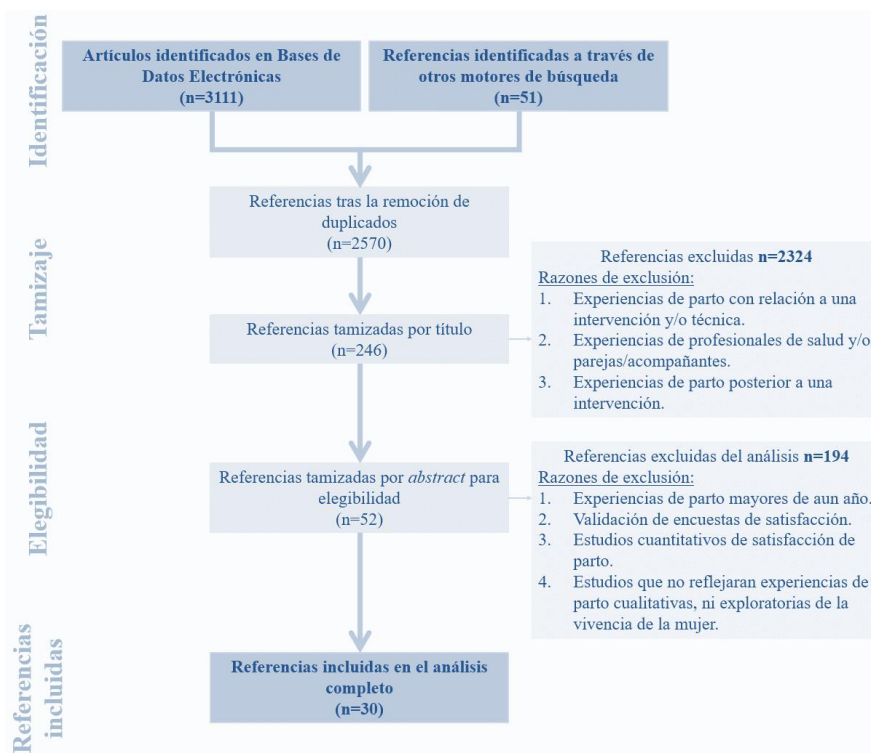 Identificación
Artículos identificados en Bases de
Datos Electrónicas
(n=3111)
Referencias identificadas a través de
otros motores de búsqueda
(n=51)
Tamizaje
Referencias tras la remoción de
duplicados
(n=2570)
Referencias tamizadas por título
(n=246)
Referencias excluidas n=2324
Razones de exclusión:
1. Experiencias de parto con relación a una
intervención y/o técnica.
2. Experiencias de profesionales de salud y/o
parejas/acompañantes.
3. Experiencias de parto posterior a una
intervención.
Elegibilidad
Referencias tamizadas por abstract para
elegibilidad
(n=52)
Referencias excluidas del análisis n=194
Razones de exclusión:
1. Experiencias de parto mayores de aun año.
2. Validación de encuestas de satisfacción.
3. Estudios cuantitativos de satisfacción de
parto.
4. Estudios que no reflejaran experiencias de
parto cualitativas, ni exploratorias de la
vivencia de la mujer.
Referencias
incluidas
Referencias incluidas en el análisis
completo
(n=30)